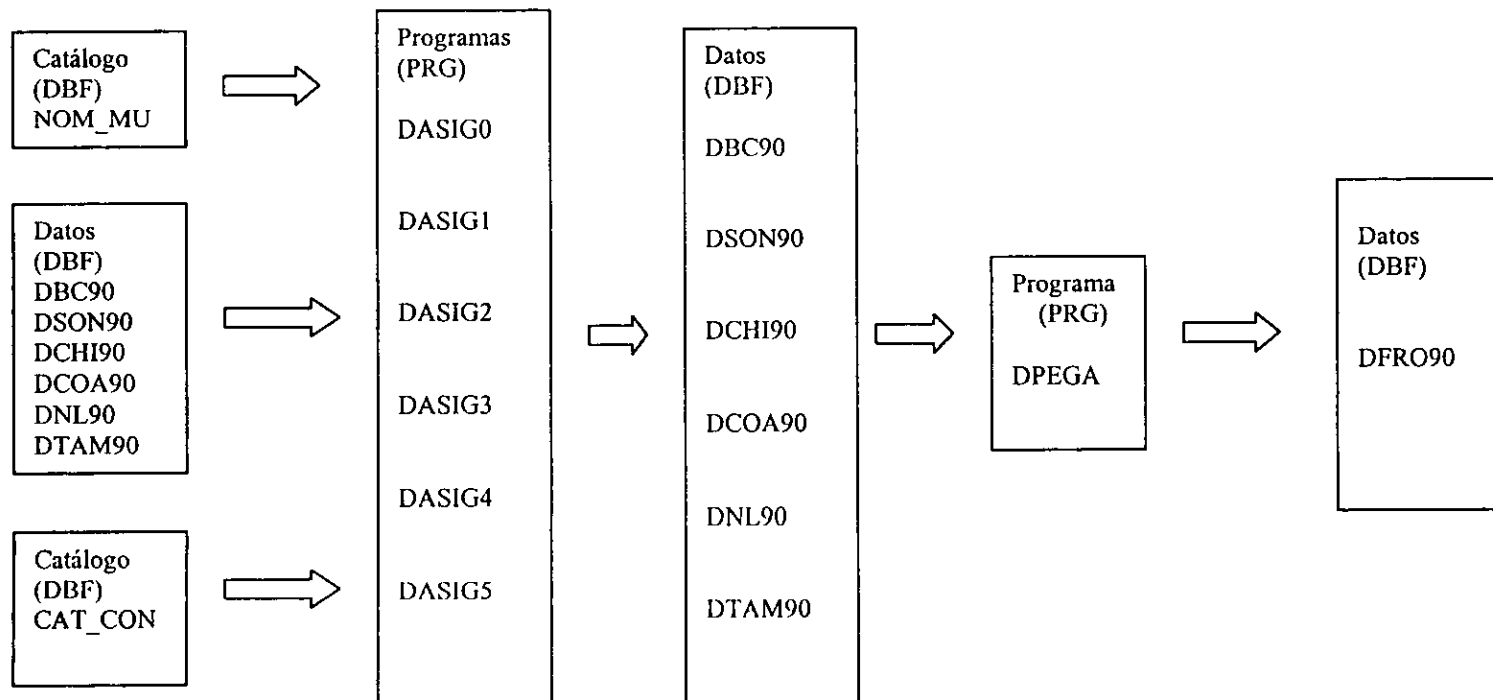 Catálogo
(DBF)
NOM_MU
Datos
(DBF)
DBC90
DSON90
DCHI90
DCOA90
DNL90
DTAM90
Catálogo
(DBF)
CAT_CON
Programas
(PRG)
DASIG0
DASIG1
DASIG2
DASIG3
DASIG4
DASIG5
Datos
(DBF)
DBC90
DSON90
DCHI90
DCOA90
DNL90
DTAM90
Programa
(PRG)
DPEGA
Datos
(DBF)
DFRO90